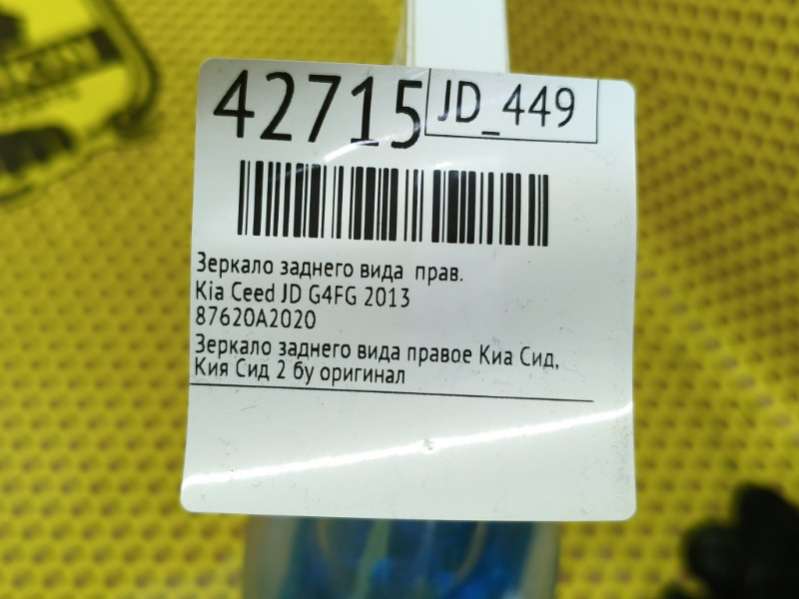 42715
JD_449
Зеркало заднего вида прав.
Kia Ceed JD G4FG 2013
87620A2020
Зеркало заднего вида правое Киа Сид,
Кия Сид 2 бу оригинал